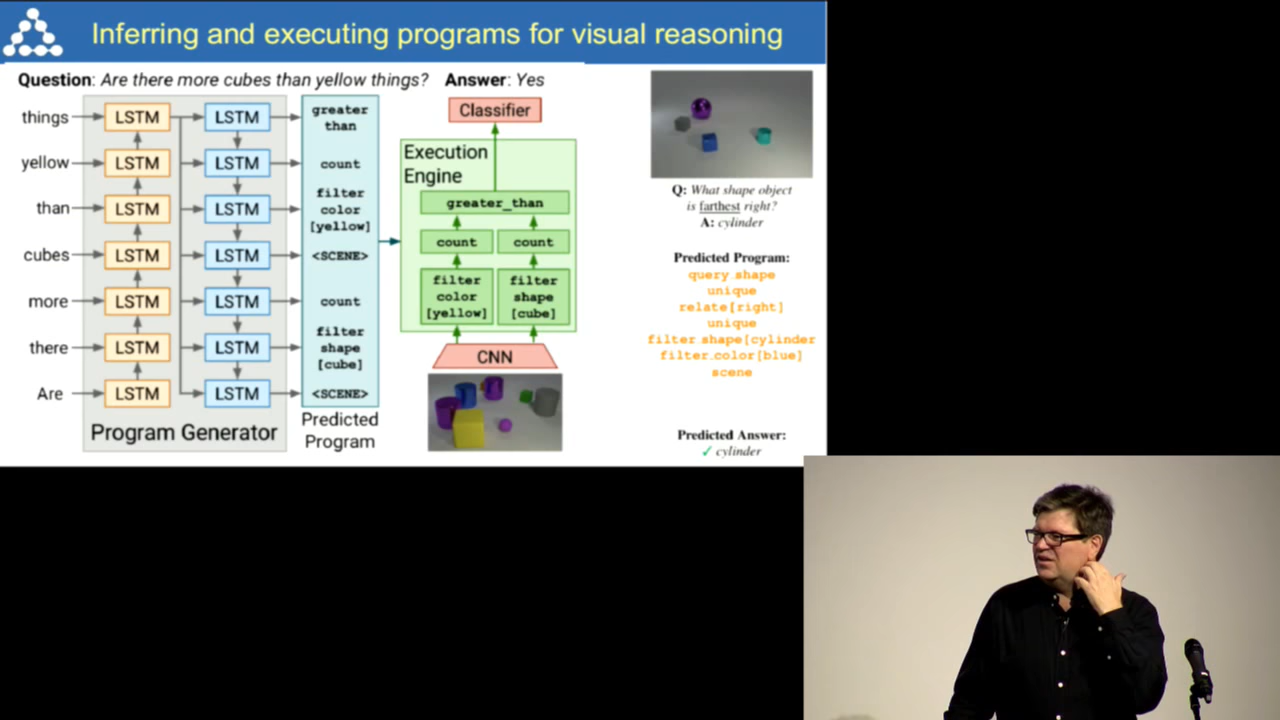 Inferring and executing programs for visual reasoning
Question: Are there more cubes than yellow things? Answer: Yes
things
yellow
than
cubes
more
there
Are
LSTM
LSTM
LSTM
LSTM
LSTM
LSTM
LSTM
LSTM
LSTM
LSTM
LSTM
LSTM
LSTM
LSTM
Program Generator
greater
than
count
filter
color
[yellow]
<SCENE>
count
filter
shape
[cube]
<SCENE>
Predicted
Program
Classifier
Execution
Engine
greater_than
count count
filter
color
[yellow]
filter
shape
[cube]
CNN
Q: What shape object
is farthest right?
A: cylinder
Predicted Program:
query_shape
unique
relate[right]
unique
filter_shape[cylinder
filter_color[blue]
scene
Predicted Answer:
✓ cylinder